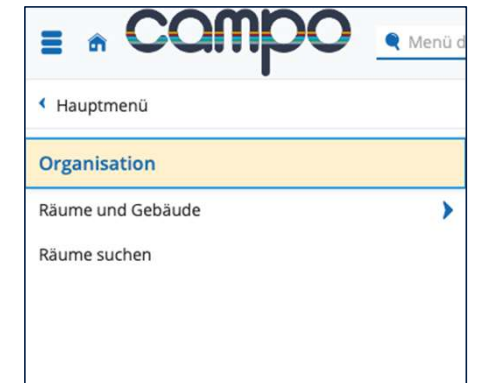 campo
Menü d
Hauptmenü
Organisation
Räume und Gebäude
Räume suchen